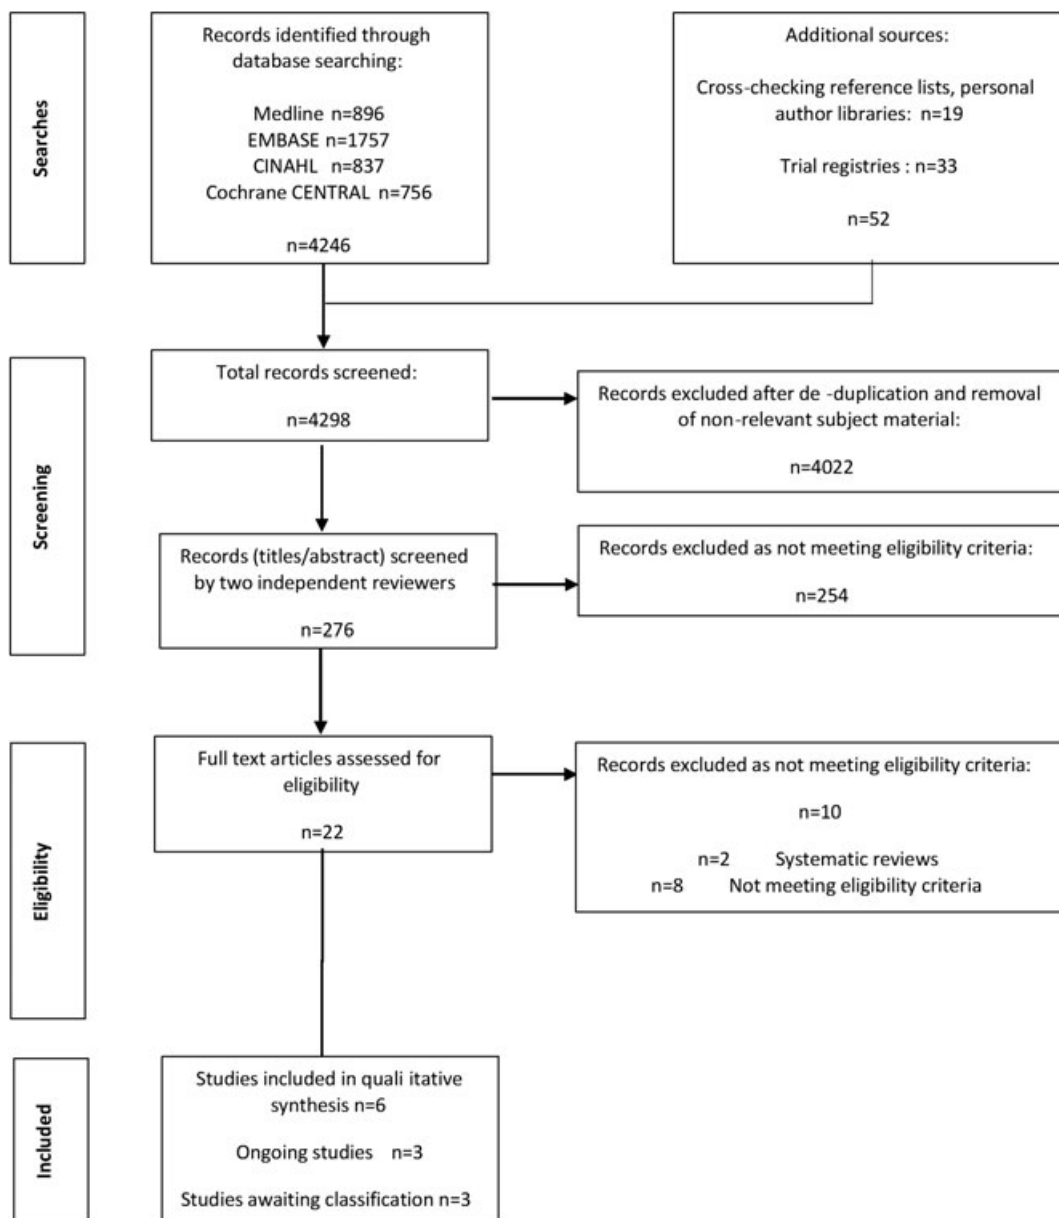 Searches
Records identified through
database searching:
Medline n=896
EMBASE n=1757
CINAHL n=837
Cochrane CENTRAL n=756
n=4246
Additional sources:
Cross-checking reference lists, personal
author libraries: n=19
Trial registries : n=33
n=52
Screening
Total records screened:
n=4298
Records excluded after de -duplication and removal
of non-relevant subject material:
n=4022
Records (titles/abstract) screened
by two independent reviewers
n=276
Records excluded as not meeting eligibility criteria:
n=254
Eligibility
Full text articles assessed for
eligibility
n=22
Records excluded as not meeting eligibility criteria:
n=10
n=2 Systematic reviews
n=8 Not meeting eligibility criteria
Included
Studies included in quali itative
synthesis n=6
Ongoing studies n=3
Studies awaiting classification n=3